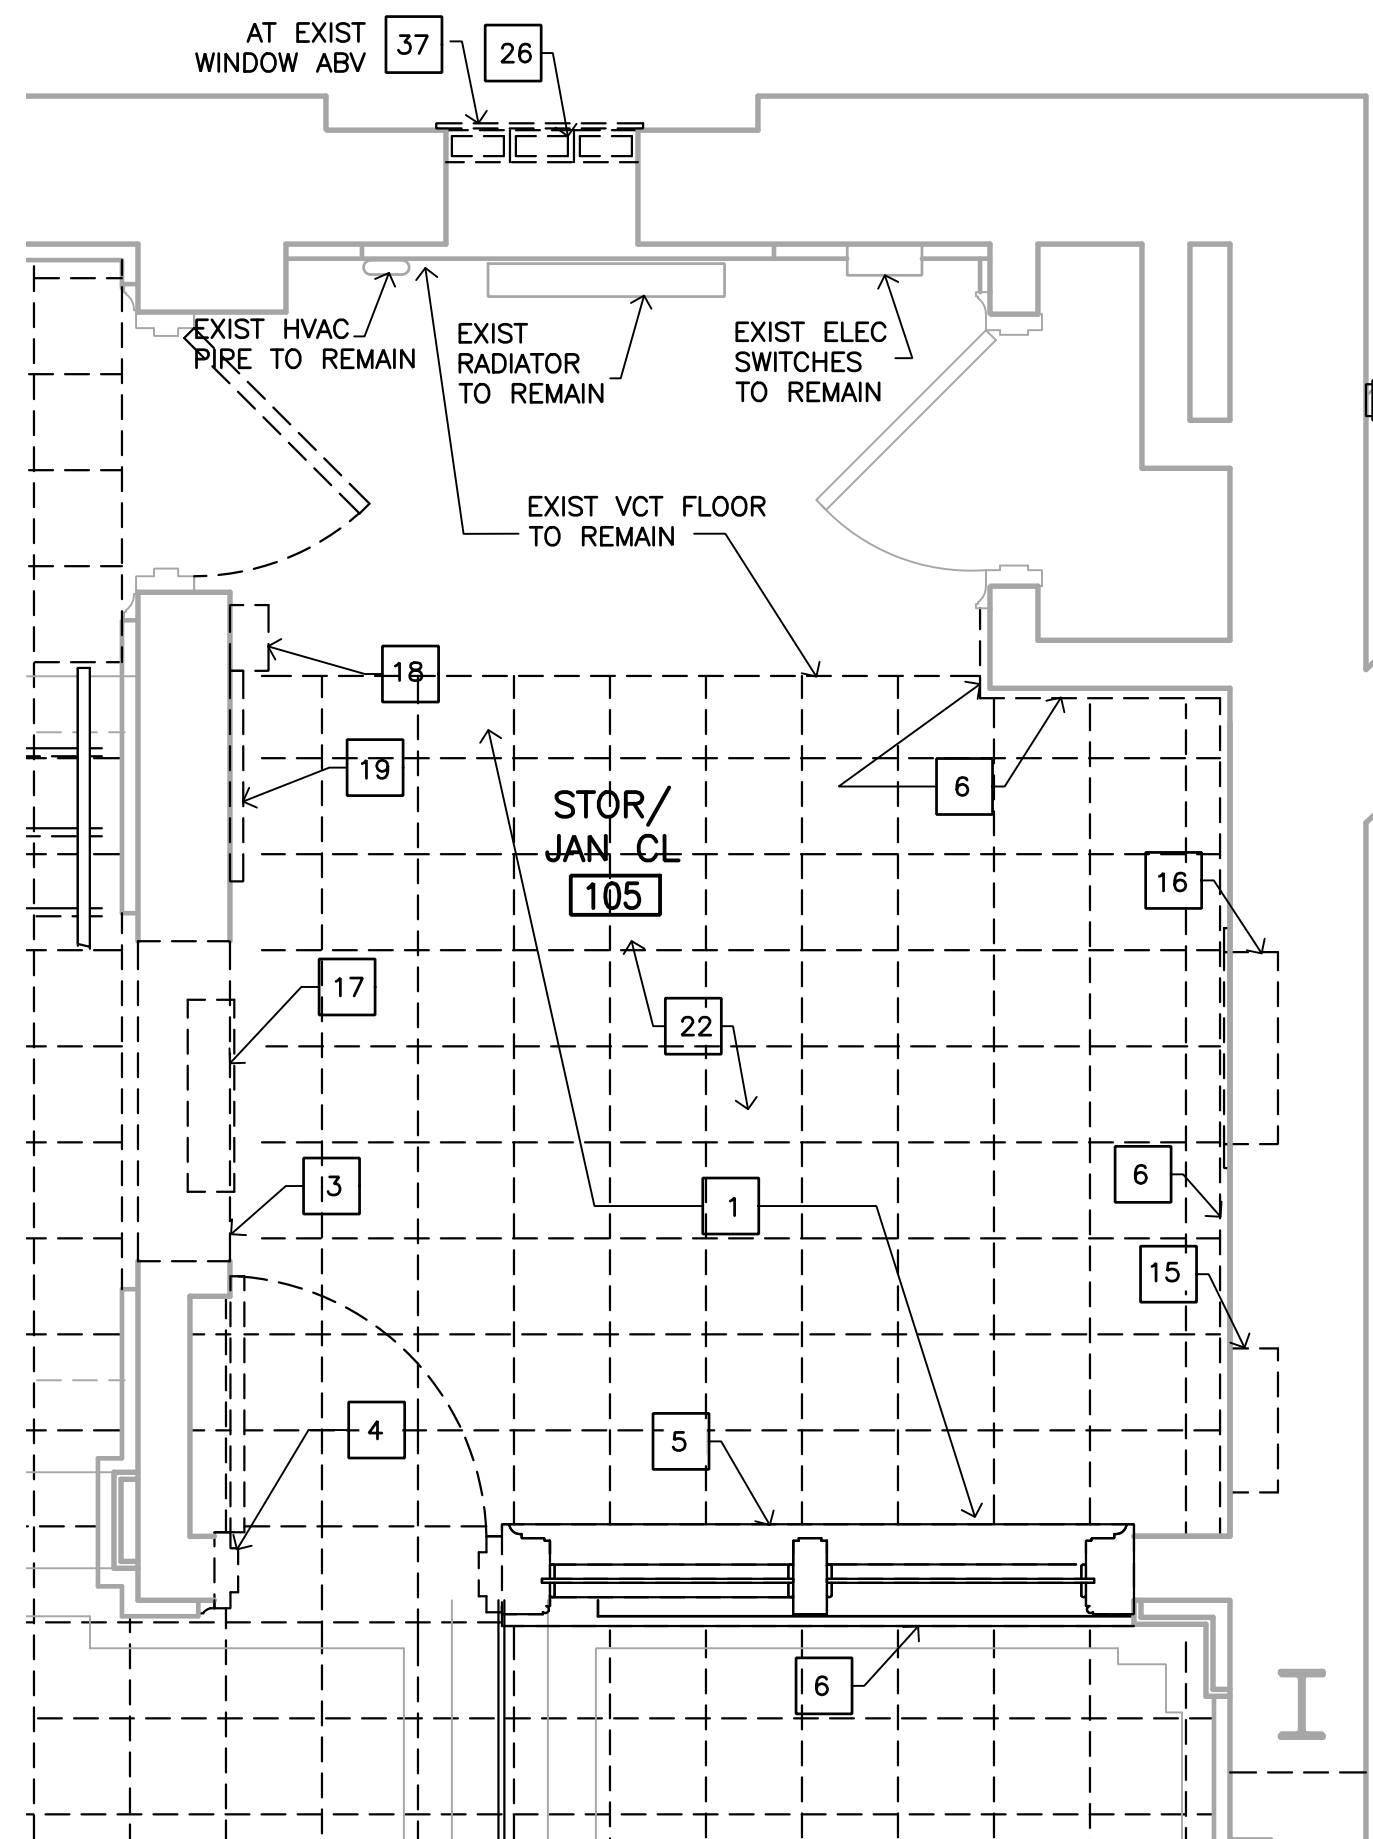 AT EXIST
WINDOW ABV
37
26
EXIST HVAC
PIPE TO REMAIN
EXIST
RADIATOR
TO REMAIN
EXIST ELEC
SWITCHES
TO REMAIN
EXIST VCT FLOOR
TO REMAIN
18
19
6
STOR/
JAN CL
105
16
17
22
3
1
6
15
4
5
6